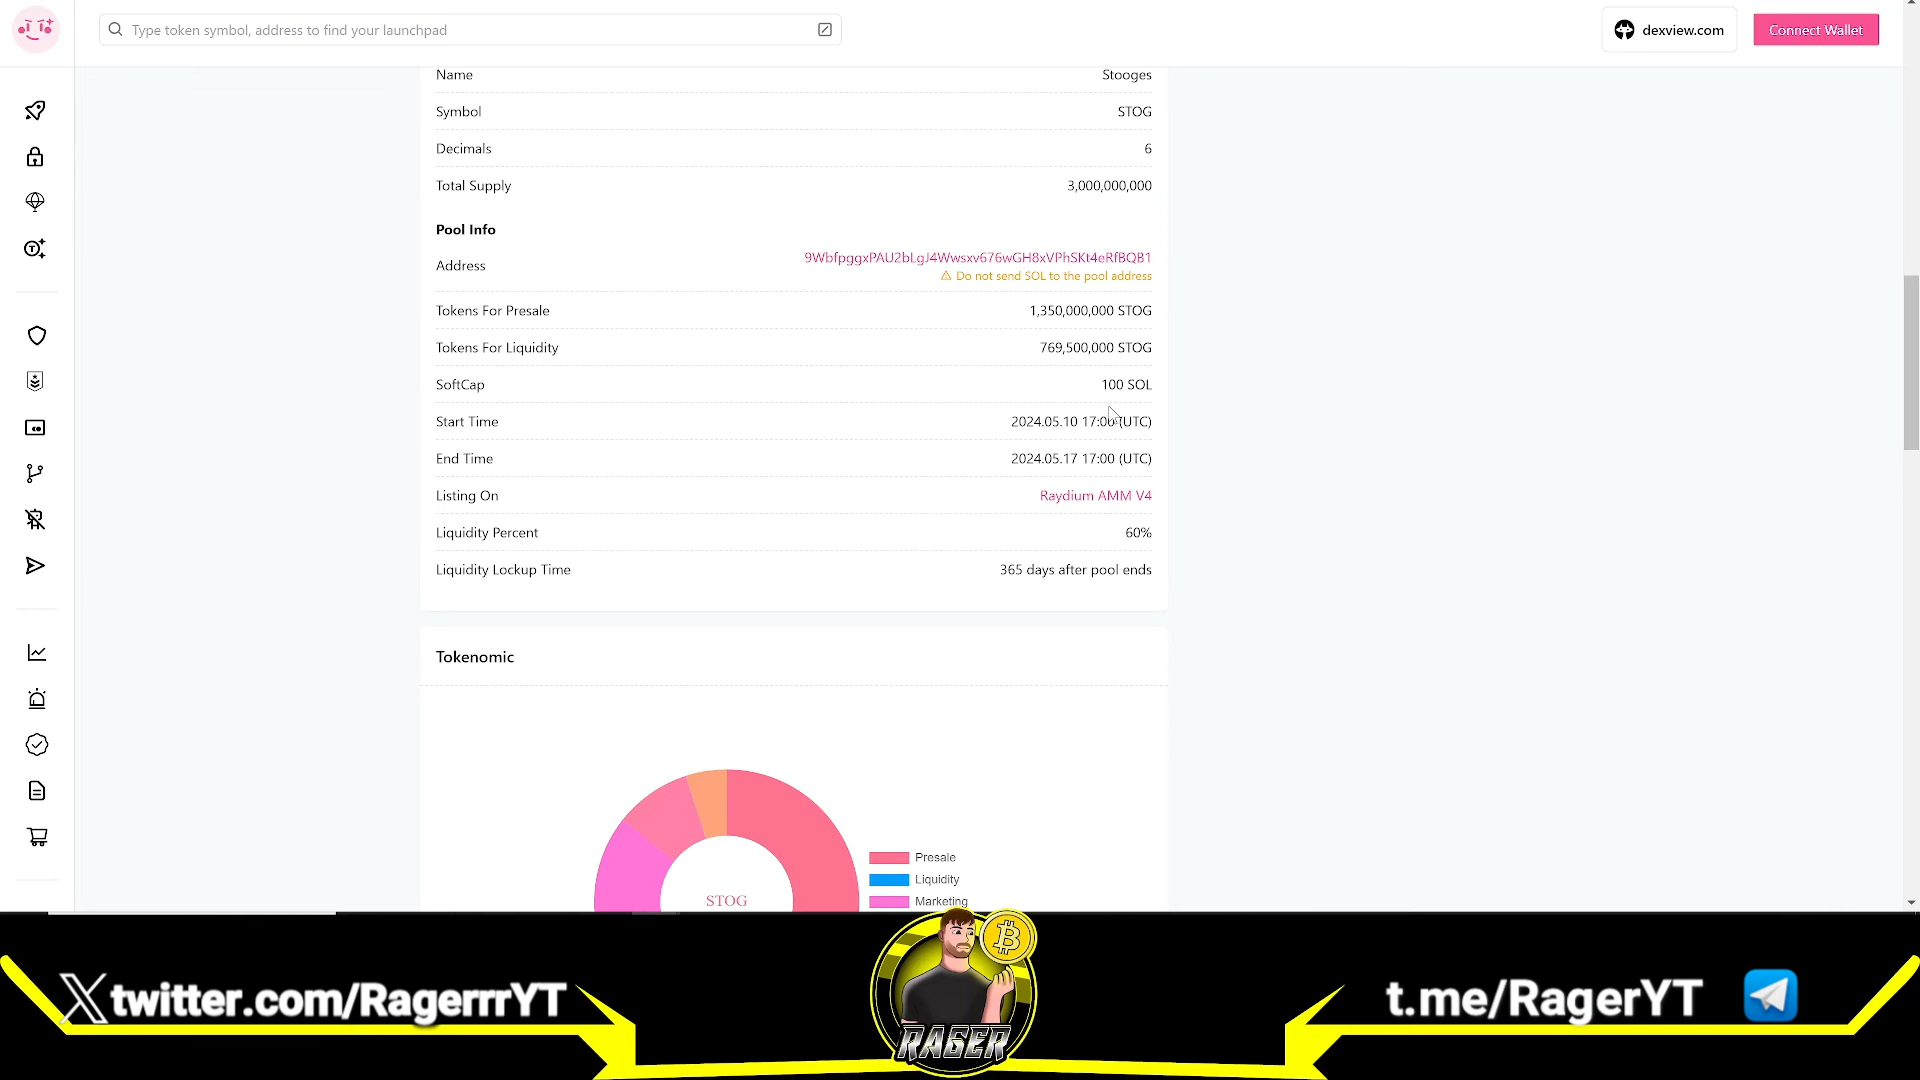 Type token symbol, address to find your launchpad
dexview.com
Connect Wallet
Name Stooges
Symbol STOG
Decimals 6
Total Supply 3,000,000,000
Pool Info
Address 9WbfpggxPAU2bLgJ4Wwsxv676wGH8xVPhSKt4eRfBQB1
Do not send SOL to the pool address
Tokens For Presale 1,350,000,000 STOG
Tokens For Liquidity 769,500,000 STOG
SoftCap 100 SOL
Start Time 2024.05.10 17:00 (UTC)
End Time 2024.05.17 17:00 (UTC)
Listing On Raydium AMM V4
Liquidity Percent 60%
Liquidity Lockup Time 365 days after pool ends
Tokenomic
Presale
Liquidity
STOG
Marketing
X twitter.com/RagerrrYT
RAGER
t.me/RagerYT